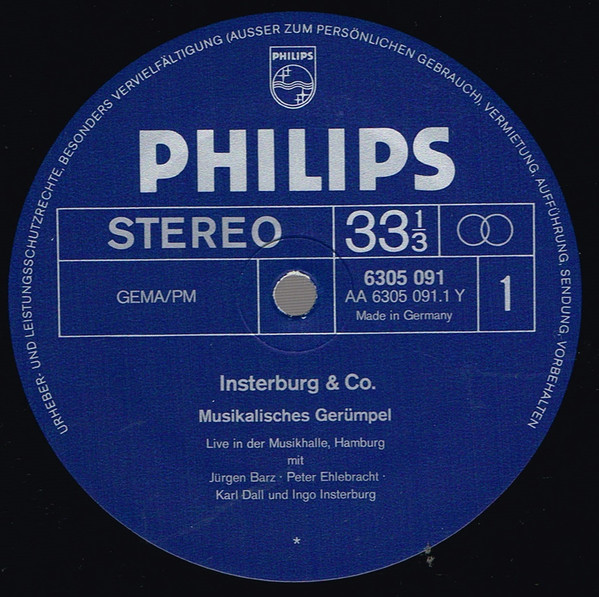 URHEBER- UND LEISTUNGSSCHUTZRECHTE, BESONDERS VERVIELFÄLTIGUNG (AUSSER ZUM PERSÖNLICHEN GEBRAUCH), VERMIETUNG, AUFFÜHRUNG, SENDUNG, VORBEHALTEN
PHILIPS
PHILIPS
STEREO
33 1/3
GEMA/PM
6305 091
AA 6305 091.1 Y
Made in Germany
1
Insterburg & Co.
Musikalisches Gerümpel
Live in der Musikhalle, Hamburg
mit
Jürgen Barz · Peter Ehlebracht ·
Karl Dall und Ingo Insterburg
*